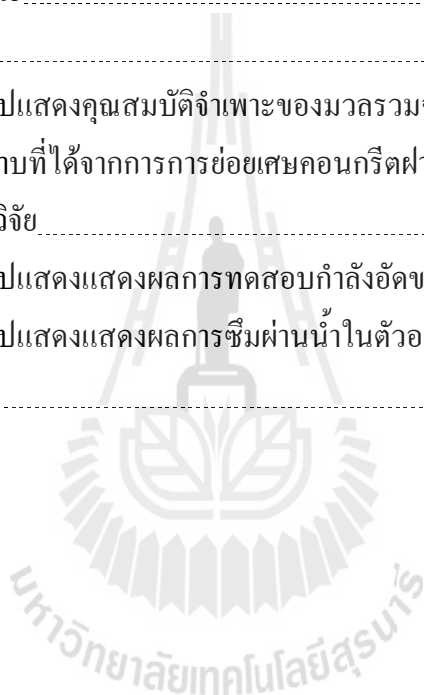 ปแสดงคุณสมบัติจำเพาะของมวลรวม
าบที่ได้จากการการย่อยเศษคอนกรีตฝ
วิจัย
ปแสดงแสดงผลการทดสอบกำลังอัดข
ปแสดงแสดงผลการซึมผ่านน้ำในตัวอ
มหาวิทยาลัยเทคโนโลยีสุรนารี